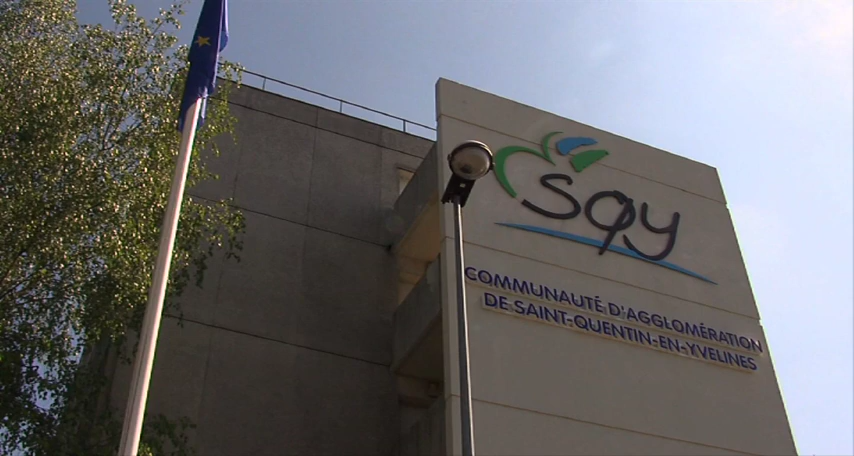 sqy
COMMUNAUTÉ D'AGGLOMÉRATION
DE SAINT-QUENTIN-EN-YVELINES